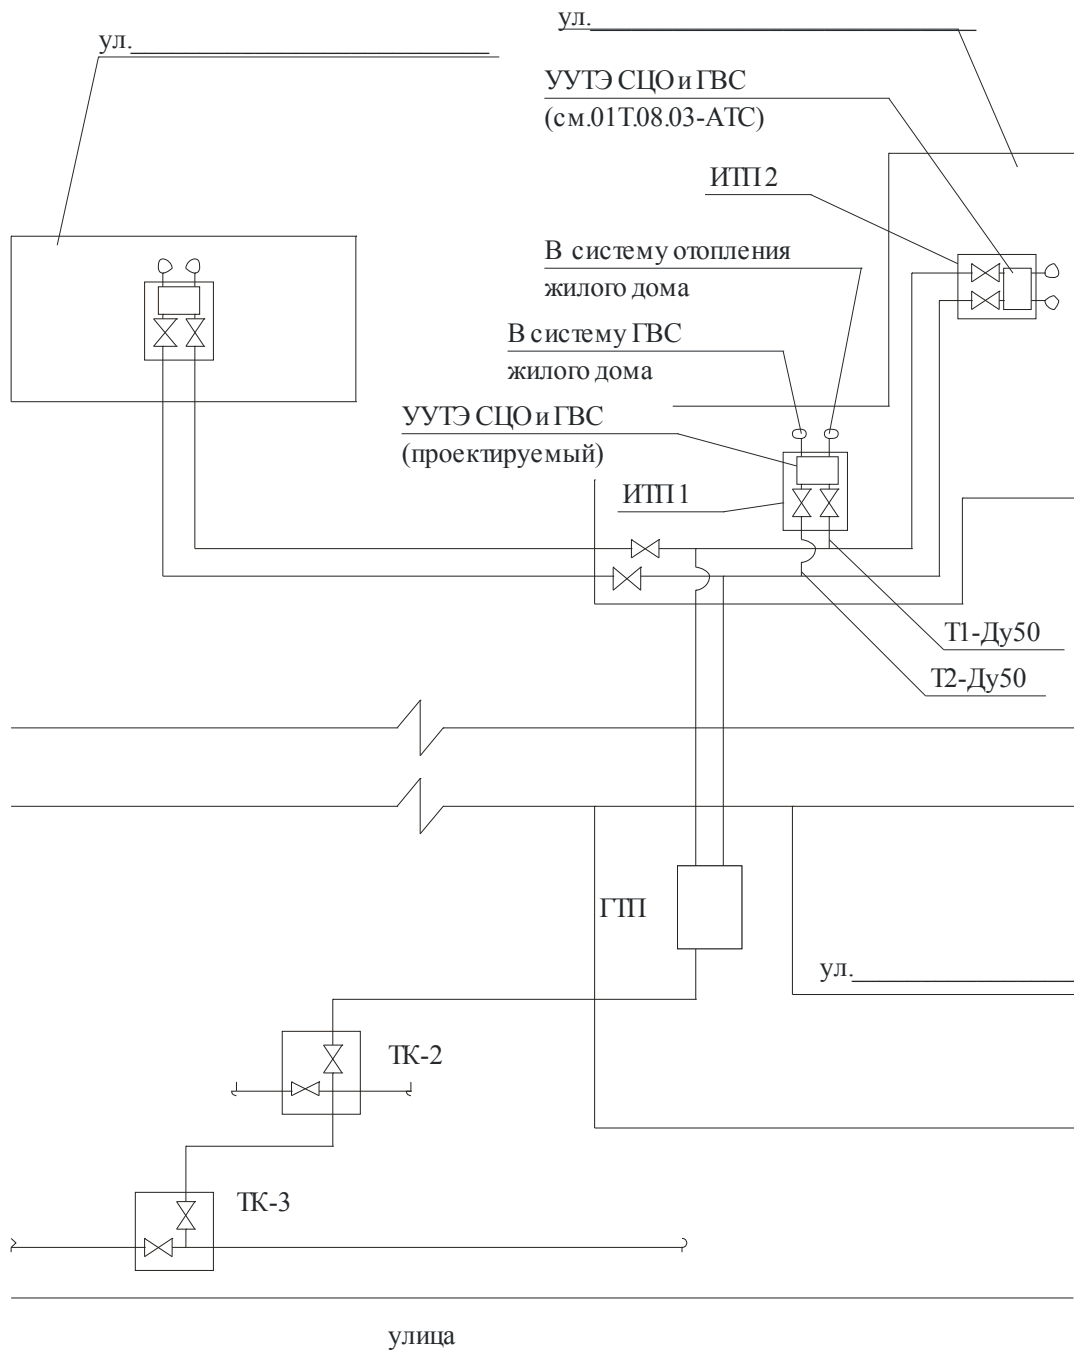 ул.
ул.
УУТЭ СЦО и ГВС
(см.01Т.08.03-АТС)
ИТП 2
В систему отопления
жилого дома
В систему ГВС
жилого дома
УУТЭ СЦО и ГВС
(проектируемый)
ИТП 1
Т1-Ду50
Т2-Ду50
ГТП
ул.
ТК-2
ТК-3
улица